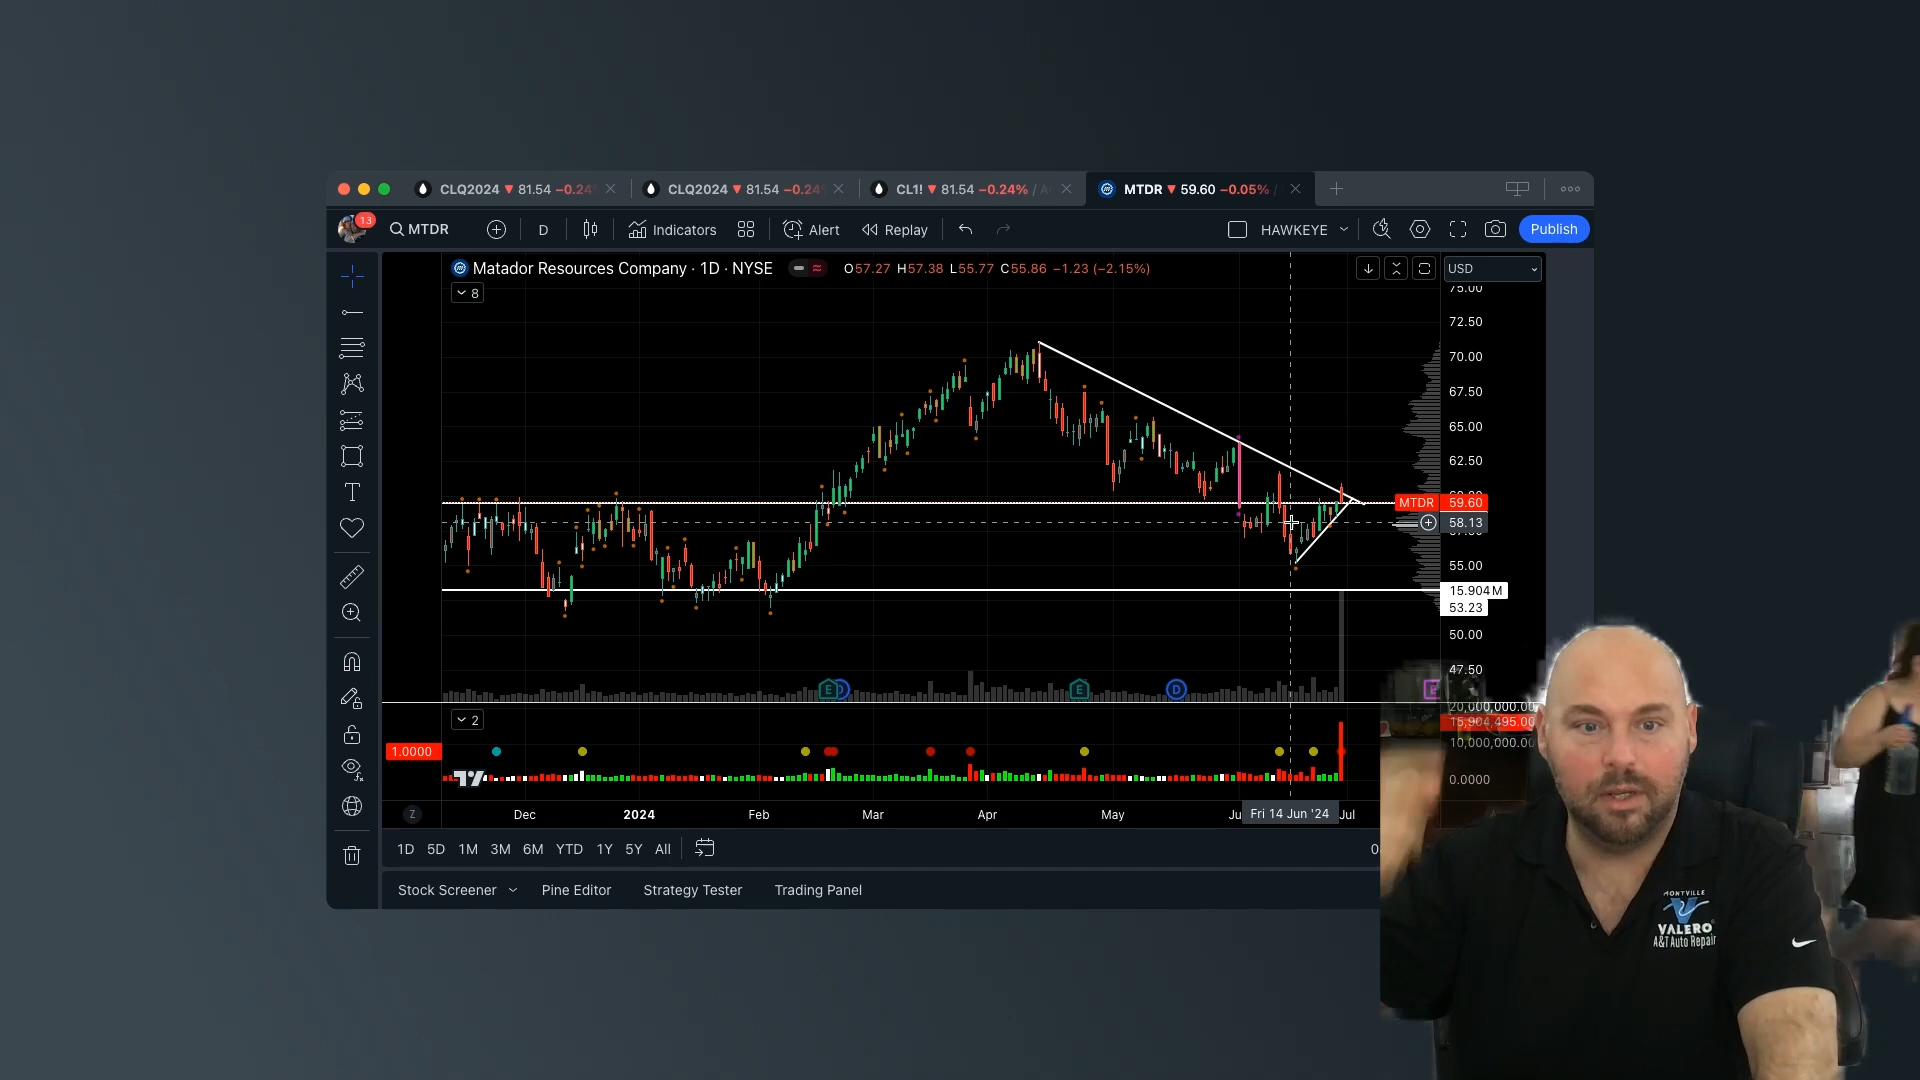 CLQ2024 ▼ 81.54 −0.24% CLQ2024 ▼ 81.54 −0.24% CL1! ▼ 81.54 −0.24% / A MTDR ▼ 59.60 −0.05% /
13 MTDR D Indicators Alert Replay HAWKEYE Publish
Matador Resources Company · 1D · NYSE O57.27 H57.38 L55.77 C55.86 −1.23 (−2.15%) USD
8
75.00
72.50
70.00
67.50
65.00
62.50
MTDR 59.60
58.13
55.00
15.904M
53.23
50.00
47.50
E D E D E
20,000,000.00
2
15,904,495.00
10,000,000.00
1.0000
0.0000
Z Dec 2024 Feb Mar Apr May Ju Fri 14 Jun '24 Jul
1D 5D 1M 3M 6M YTD 1Y 5Y All 0
Stock Screener Pine Editor Strategy Tester Trading Panel
MONTVILLE
VALERO
A&T Auto Repair